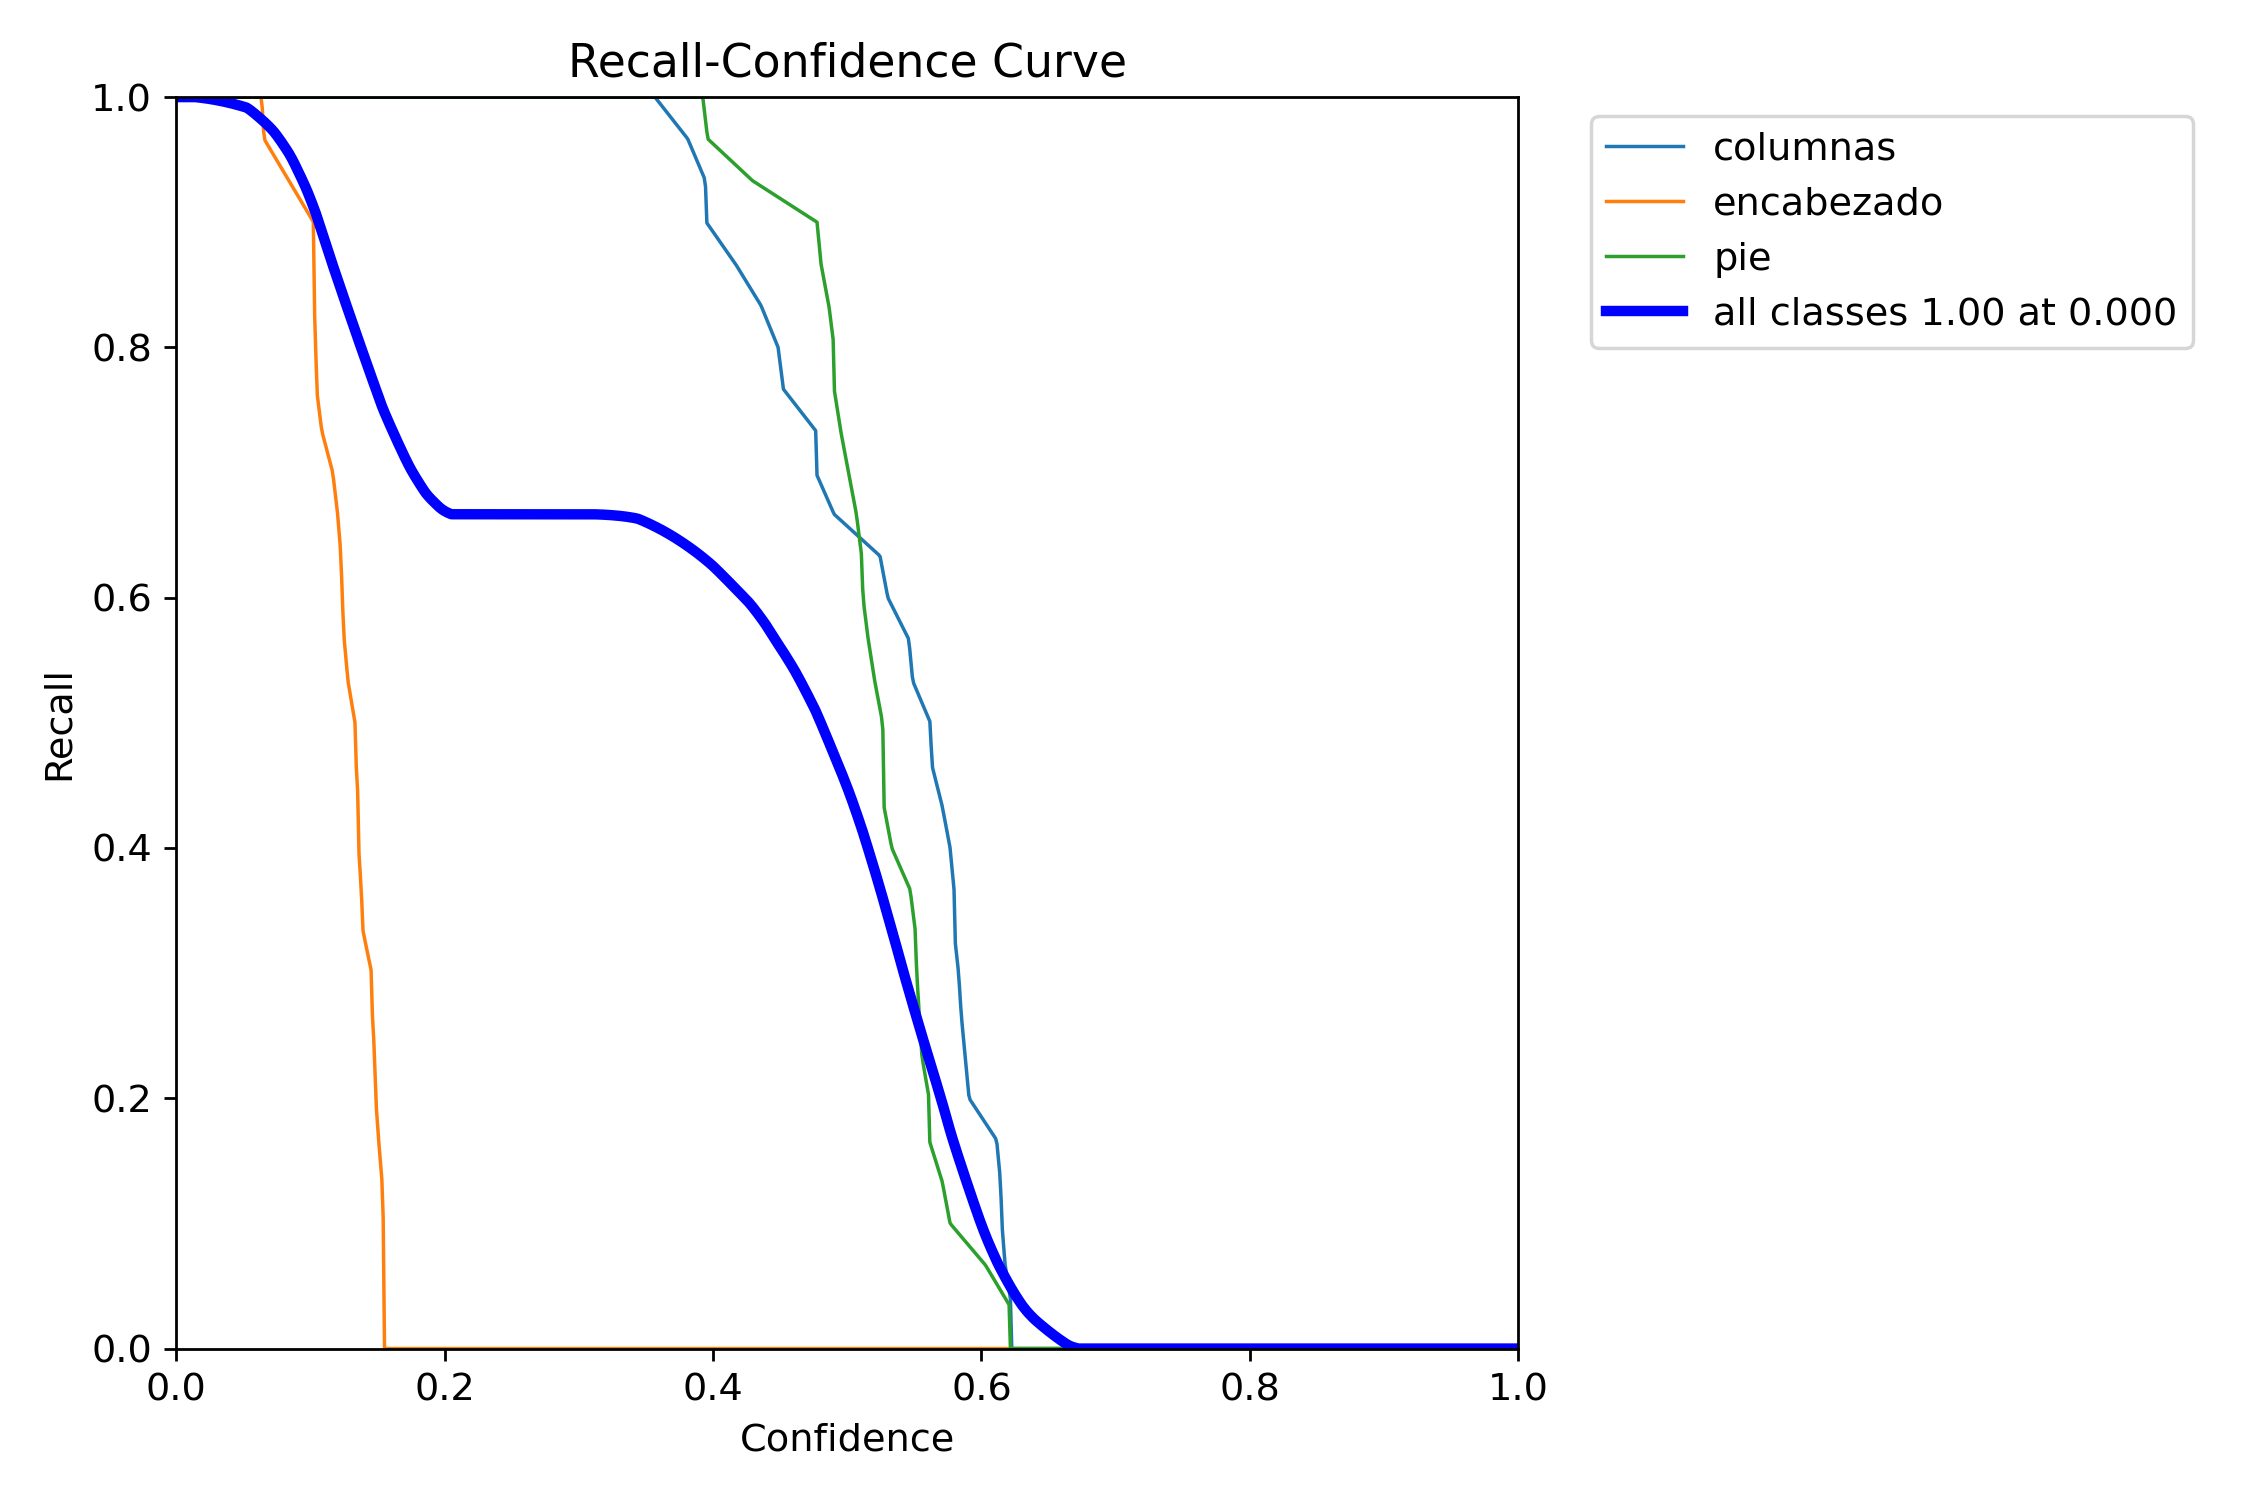 Recall-Confidence Curve
1.0
0.8
0.6
0.4
0.2
0.0
Recall
0.0 0.2 0.4 0.6 0.8 1.0
Confidence
columnas
encabezado
pie
all classes 1.00 at 0.000